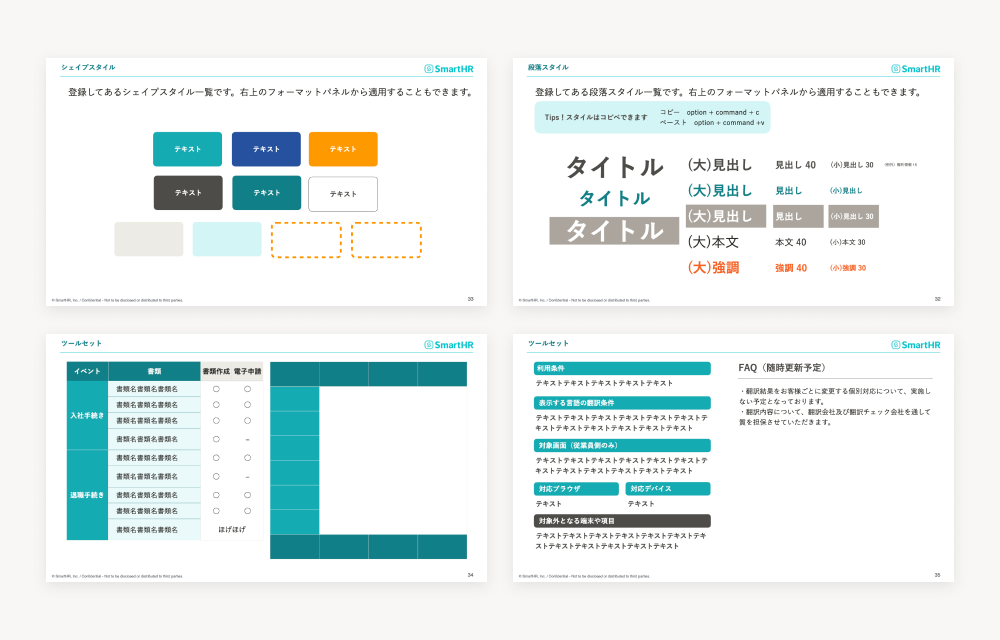 シェイプスタイル
SmartHR
登録してあるシェイプスタイル一覧です。右上のフォーマットパネルから適用することもできます。
テキスト テキスト テキスト
テキスト テキスト テキスト
© SmartHR, Inc. / Confidential - Not to be disclosed or distributed to third parties.
33
段落スタイル
SmartHR
登録してある段落スタイル一覧です。右上のフォーマットパネルから適用することもできます。
Tips！スタイルはコピペできます
コピー option + command + c
ペースト option + command +v
タイトル
タイトル
タイトル
(大)見出し 見出し 40 (小)見出し 30
(大)見出し 見出し (小)見出し
(大)見出し 見出し (小)見出し 30
(大)本文 本文 40 (小)本文 30
(大)強調 強調 40 (小)強調 30
© SmartHR, Inc. / Confidential - Not to be disclosed or distributed to third parties.
32
ツールセット
SmartHR
イベント 書類 書類作成 電子申請
入社手続き
書類名書類名書類名 〇 〇
書類名書類名書類名 〇 〇
書類名書類名書類名 〇 〇
書類名書類名書類名 〇 –
退職手続き
書類名書類名書類名 〇 〇
書類名書類名書類名 〇 –
書類名書類名書類名 〇 〇
書類名書類名書類名 〇 〇
書類名書類名書類名 ほげほげ
© SmartHR, Inc. / Confidential - Not to be disclosed or distributed to third parties.
34
ツールセット
SmartHR
利用条件
テキストテキストテキストテキストテキスト
表示する言語の翻訳条件
テキストテキストテキストテキストテキストテキストテ
キストテキストテキストテキストテキストテキスト
対象画面（従業員側のみ）
テキストテキストテキストテキストテキストテキストテ
キストテキストテキストテキストテキストテキスト
対応ブラウザ 対応デバイス
テキスト テキスト
対象外となる端末や項目
テキストテキストテキストテキストテキストテキストテキ
ストテキストテキストテキストテキストテキスト
FAQ（随時更新予定）
・翻訳結果をお客様ごとに変更する個別対応について、実施し
ない予定となっております。
・翻訳内容について、翻訳会社及び翻訳チェック会社を通して
質を担保させていただきます。
© SmartHR, Inc. / Confidential - Not to be disclosed or distributed to third parties.
35